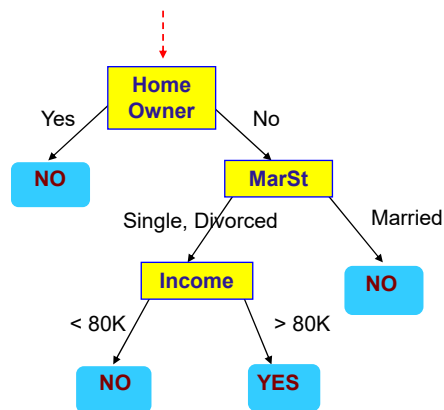 Home
Owner
Yes
No
NO
MarSt
Single, Divorced
Married
Income
NO
< 80K
> 80K
NO
YES